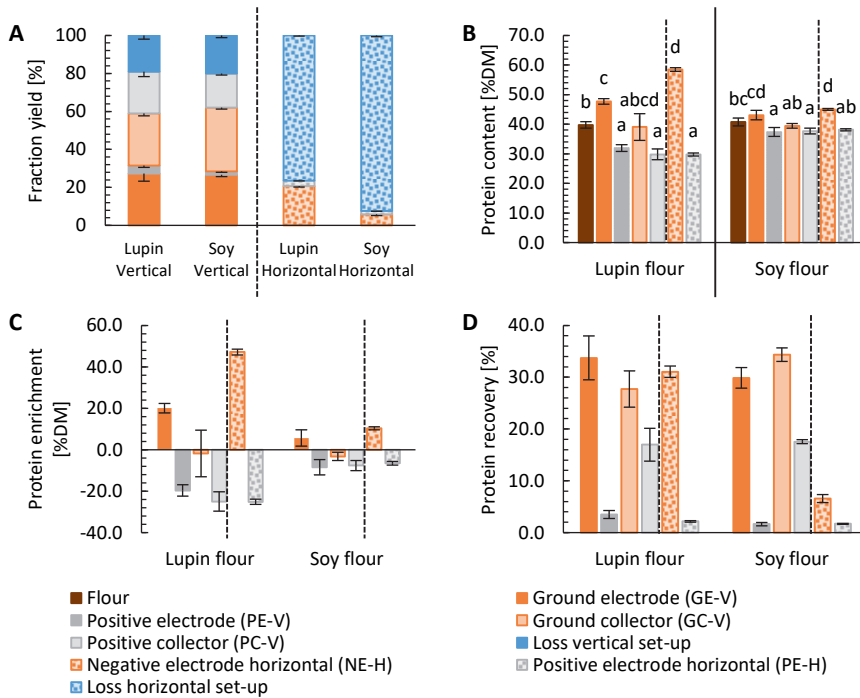 A
Fraction yield [%]
100
80
60
40
20
0
Lupin Vertical
Soy Vertical
Lupin Horizontal
Soy Horizontal
B
Protein content [%DM]
70.0
60.0
50.0
40.0
30.0
20.0
10.0
0.0
b c a abcd a d a
bc cd a ab a d ab
Lupin flour
Soy flour
C
Protein enrichment
[%DM]
60.0
40.0
20.0
0.0
-20.0
-40.0
Lupin flour
Soy flour
D
Protein recovery [%]
40.0
30.0
20.0
10.0
0.0
Lupin flour
Soy flour
Flour
Positive electrode (PE-V)
Positive collector (PC-V)
Negative electrode horizontal (NE-H)
Loss horizontal set-up
Ground electrode (GE-V)
Ground collector (GC-V)
Loss vertical set-up
Positive electrode horizontal (PE-H)